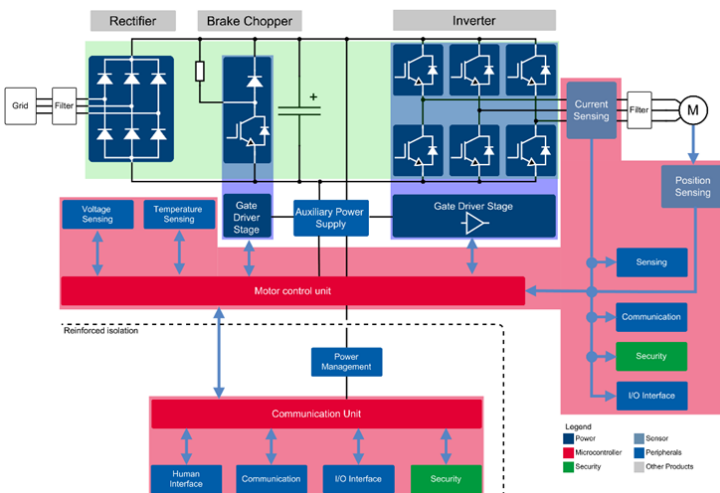 Rectifier
Brake Chopper
Inverter
+
Grid
Filter
Current
Sensing
Filter
M
Position
Sensing
Voltage
Sensing
Temperature
Sensing
Gate
Driver
Stage
Auxiliary Power
Supply
Gate Driver Stage
Motor control unit
Sensing
Communication
Security
I/O Interface
Reinforced isolation
Power
Management
Communication Unit
Human
Interface
Communication
I/O Interface
Security
Legend
Power
Sensor
Microcontroller
Peripherals
Security
Other Products